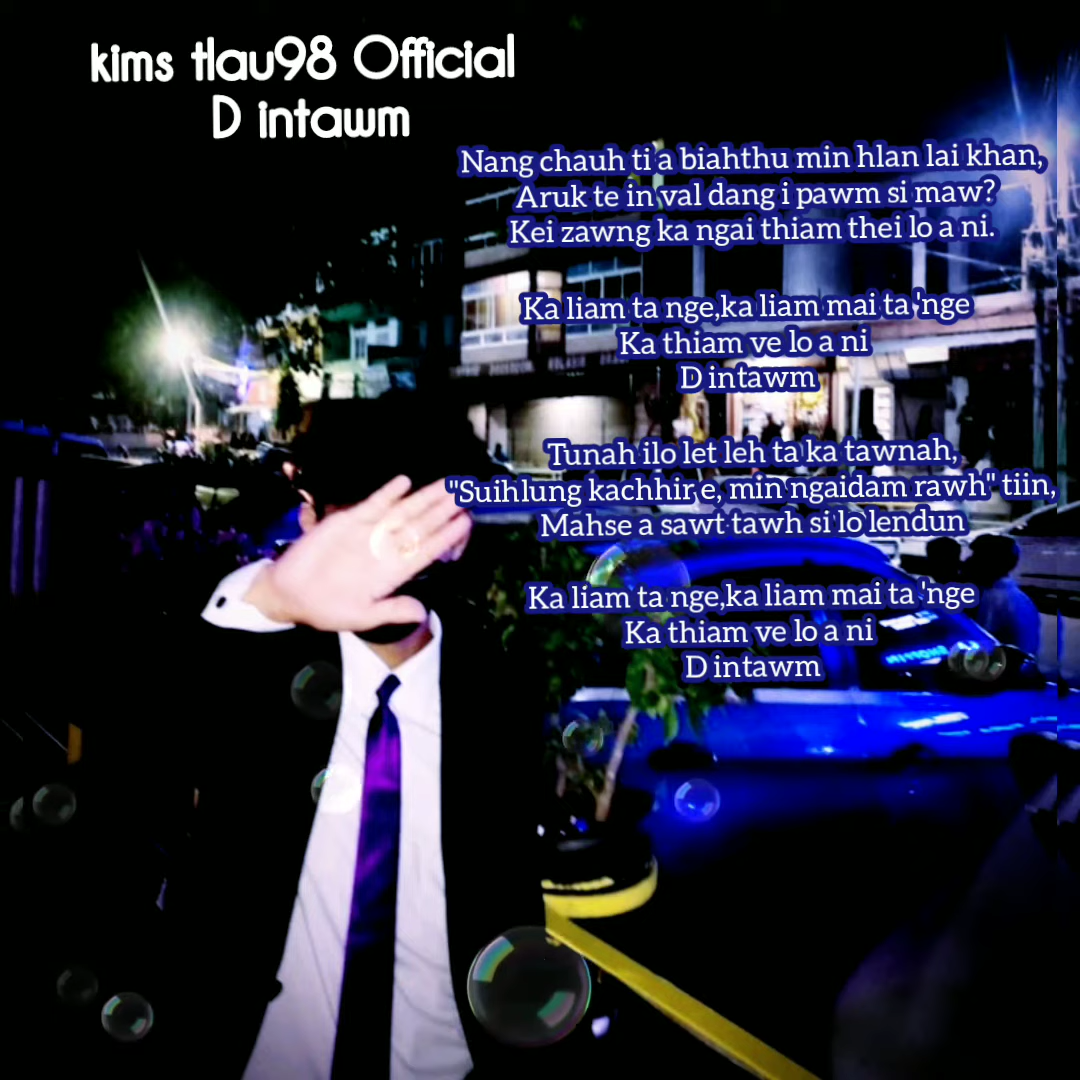 kims tlau98 Official
D intawm
Nang chauh ti a biahthu min hlan lai khan,
Aruk te in val dang i pawm si maw?
Kei zawng ka ngai thiam thei lo a ni.
Ka liam ta nge,ka liam mai ta 'nge
Ka thiam ve lo a ni
D intawm
Tunah ilo let leh ta ka tawnah,
"Suihlung kachhir e, min ngaidam rawh" tiin,
Mahse a sawt tawh si lo lendun
Ka liam ta nge,ka liam mai ta 'nge
Ka thiam ve lo a ni
D intawm